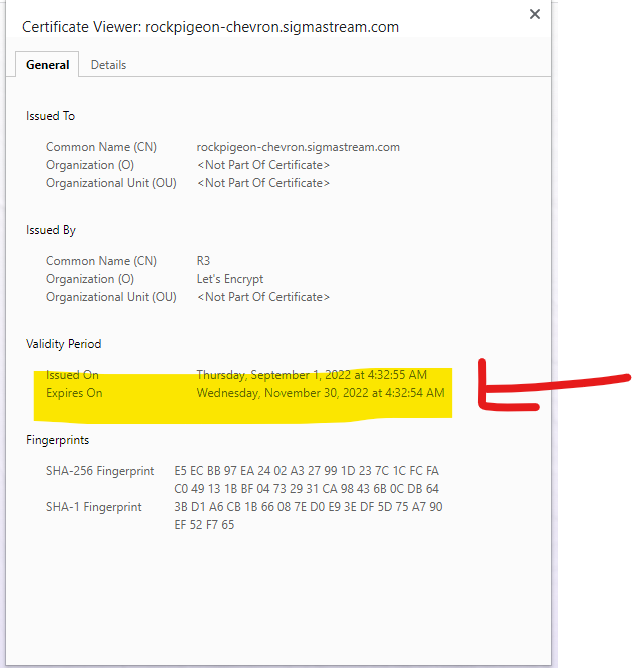 Certificate Viewer: rockpigeon-chevron.sigmastream.com
General Details
Issued To
Common Name (CN) rockpigeon-chevron.sigmastream.com
Organization (O) <Not Part Of Certificate>
Organizational Unit (OU) <Not Part Of Certificate>
Issued By
Common Name (CN) R3
Organization (O) Let's Encrypt
Organizational Unit (OU) <Not Part Of Certificate>
Validity Period
Issued On Thursday, September 1, 2022 at 4:32:55 AM
Expires On Wednesday, November 30, 2022 at 4:32:54 AM
Fingerprints
SHA-256 Fingerprint E5 EC BB 97 EA 24 02 A3 27 99 1D 23 7C 1C FC FA
C0 49 13 1B BF 04 73 29 31 CA 98 43 6B 0C DB 64
SHA-1 Fingerprint 3B D1 A6 CB 1B 66 08 7E D0 E9 3E DF 5D 75 A7 90
EF 52 F7 65